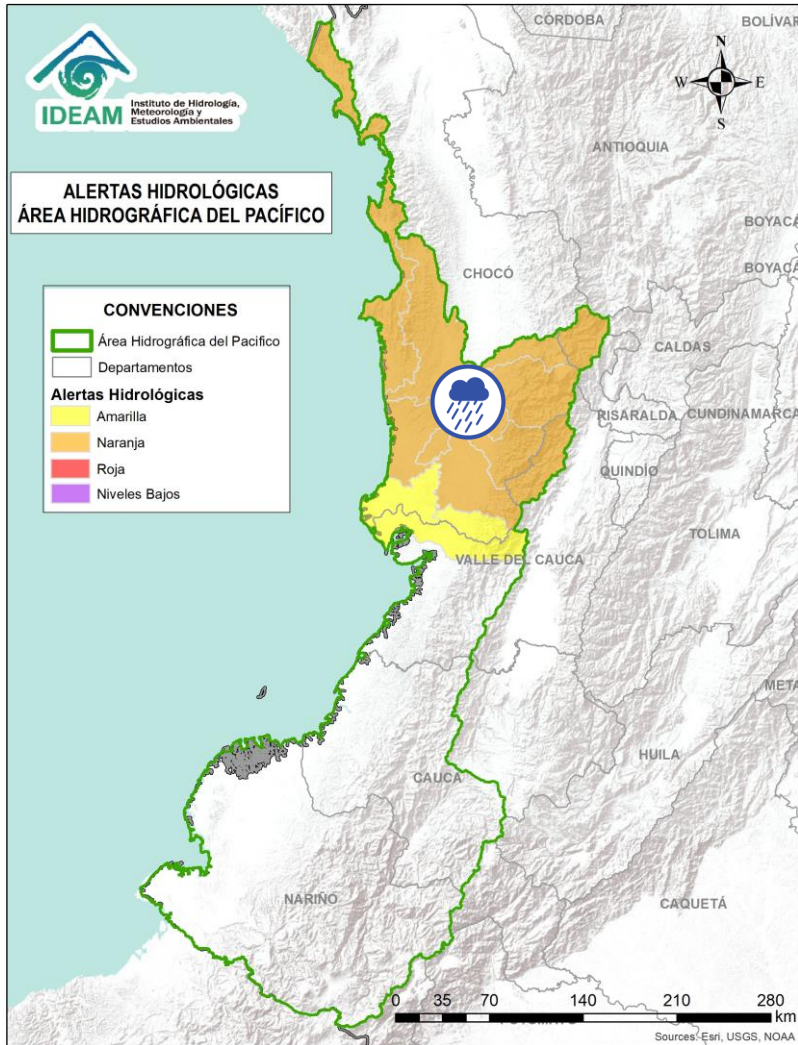 CÓRDOBA
BOLÍVAR
N
W
E
S
IDEAM
Instituto de Hidrología,
Meteorología y
Estudios Ambientales
ANTIOQUIA
ALERTAS HIDROLÓGICAS
ÁREA HIDROGRÁFICA DEL PACÍFICO
BOYACÁ
BOYACÁ
CHOCÓ
CONVENCIONES
Área Hidrográfica del Pacifico
Departamentos
Alertas Hidrológicas
Amarilla
Naranja
Roja
Niveles Bajos
CALDAS
RISARALDA
CUNDINAMARCA
QUINDÍO
TOLIMA
VALLE DEL CAUCA
META
HUILA
CAUCA
NARIÑO
CAQUETÁ
0 35 70 140 210 280
km
Sources: Esri, USGS, NOAA